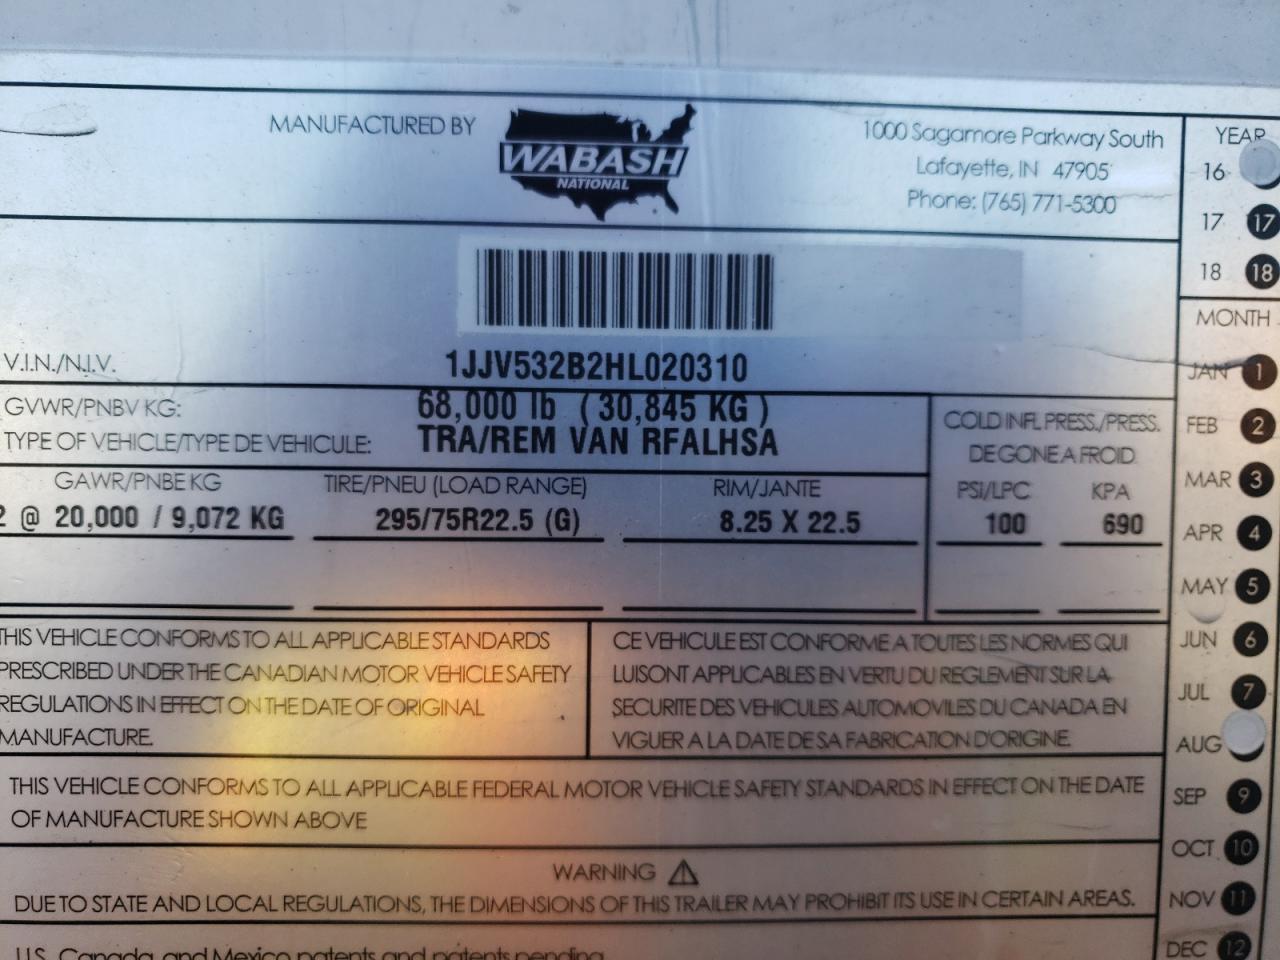 MANUFACTURED BY
WABASH
NATIONAL
1000 Sagamore Parkway South
Lafayette, IN 47905
Phone: (765) 771-5300
YEAR
16
17 17
18 18
V.I.N./N.I.V. 1JJV532B2HL020310
GVWR/PNBV KG: 68,000 lb (30,845 KG)
TYPE OF VEHICLE/TYPE DE VEHICULE: TRA/REM VAN RFALHSA
COLD INFL PRESS./PRESS.
DE GONE A FROID
GAWR/PNBE KG TIRE/PNEU (LOAD RANGE) RIM/JANTE PSI/LPC KPA
2 @ 20,000 / 9,072 KG 295/75R22.5 (G) 8.25 X 22.5 100 690
THIS VEHICLE CONFORMS TO ALL APPLICABLE STANDARDS
PRESCRIBED UNDER THE CANADIAN MOTOR VEHICLE SAFETY
REGULATIONS IN EFFECT ON THE DATE OF ORIGINAL
MANUFACTURE.
CE VEHICULE EST CONFORME A TOUTES LES NORMES QUI
LUI SONT APPLICABLES EN VERTU DU REGLEMENT SUR LA
SECURITE DES VEHICULES AUTOMOVILES DU CANADA EN
VIGUER A LA DATE DE SA FABRICATION D'ORIGINE.
THIS VEHICLE CONFORMS TO ALL APPLICABLE FEDERAL MOTOR VEHICLE SAFETY STANDARDS IN EFFECT ON THE DATE
OF MANUFACTURE SHOWN ABOVE
WARNING
DUE TO STATE AND LOCAL REGULATIONS, THE DIMENSIONS OF THIS TRAILER MAY PROHIBIT ITS USE IN CERTAIN AREAS.
U.S., Canada, and Mexico patents and patents pending
MONTH
JAN 1
FEB 2
MAR 3
APR 4
MAY 5
JUN 6
JUL 7
AUG
SEP 9
OCT 10
NOV 11
DEC 12